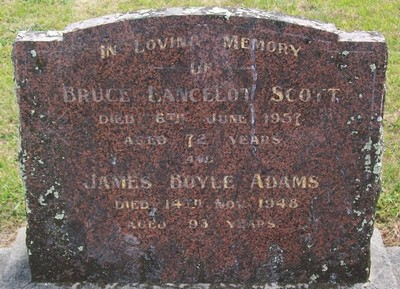 IN LOVING MEMORY
OF
BRUCE LANCELOT SCOTT
DIED 6TH JUNE 1957
AGED 72 YEARS
AND
JAMES BOYLE ADAMS
DIED 14TH NOV. 1948
AGED 93 YEARS